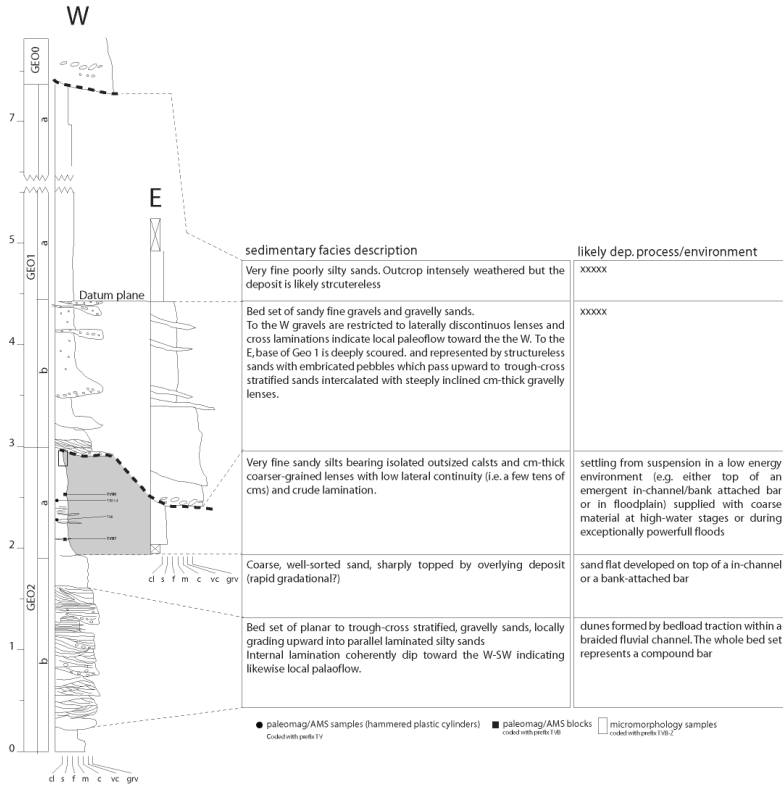 W
GEO0
7
a
E
5
a
GEO1
Datum plane
4
b
3
a
2
GEO2
1
b
0
cl s f m c vc grv
cl s f m c vc grv
sedimentary facies description
likely dep. process/environment
Very fine poorly silty sands. Outcrop intensely weathered but the
deposit is likely strcutereless
xxxxx
Bed set of sandy fine gravels and gravelly sands.
To the W gravels are restricted to laterally discontinuos lenses and
cross laminations indicate local paleoflow toward the the W. To the
E, base of Geo 1 is deeply scoured. and represented by structureless
sands with embricated pebbles which pass upward to trough-cross
stratified sands intercalated with steeply inclined cm-thick gravelly
lenses.
xxxxx
Very fine sandy silts bearing isolated outsized calsts and cm-thick
coarser-grained lenses with low lateral continuity (i.e. a few tens of
cms) and crude lamination.
settling from suspension in a low energy
environment (e.g. either top of an
emergent in-channel/bank attached bar
or in floodplain) supplied with coarse
material at high-water stages or during
exceptionally powerfull floods
Coarse, well-sorted sand, sharply topped by overlying deposit
(rapid gradational?)
sand flat developed on top of a in-channel
or a bank-attached bar
Bed set of planar to trough-cross stratified, gravelly sands, locally
grading upward into parallel laminated silty sands
Internal lamination coherently dip toward the W-SW indicating
likewise local palaoflow.
dunes formed by bedload traction within a
braided fluvial channel. The whole bed set
represents a compound bar
paleomag/AMS samples (hammered plastic cylinders)
Coded with prefix TV
paleomag/AMS blocks
coded with prefix TVB
micromorphology samples
coded with prefix TVB-Z